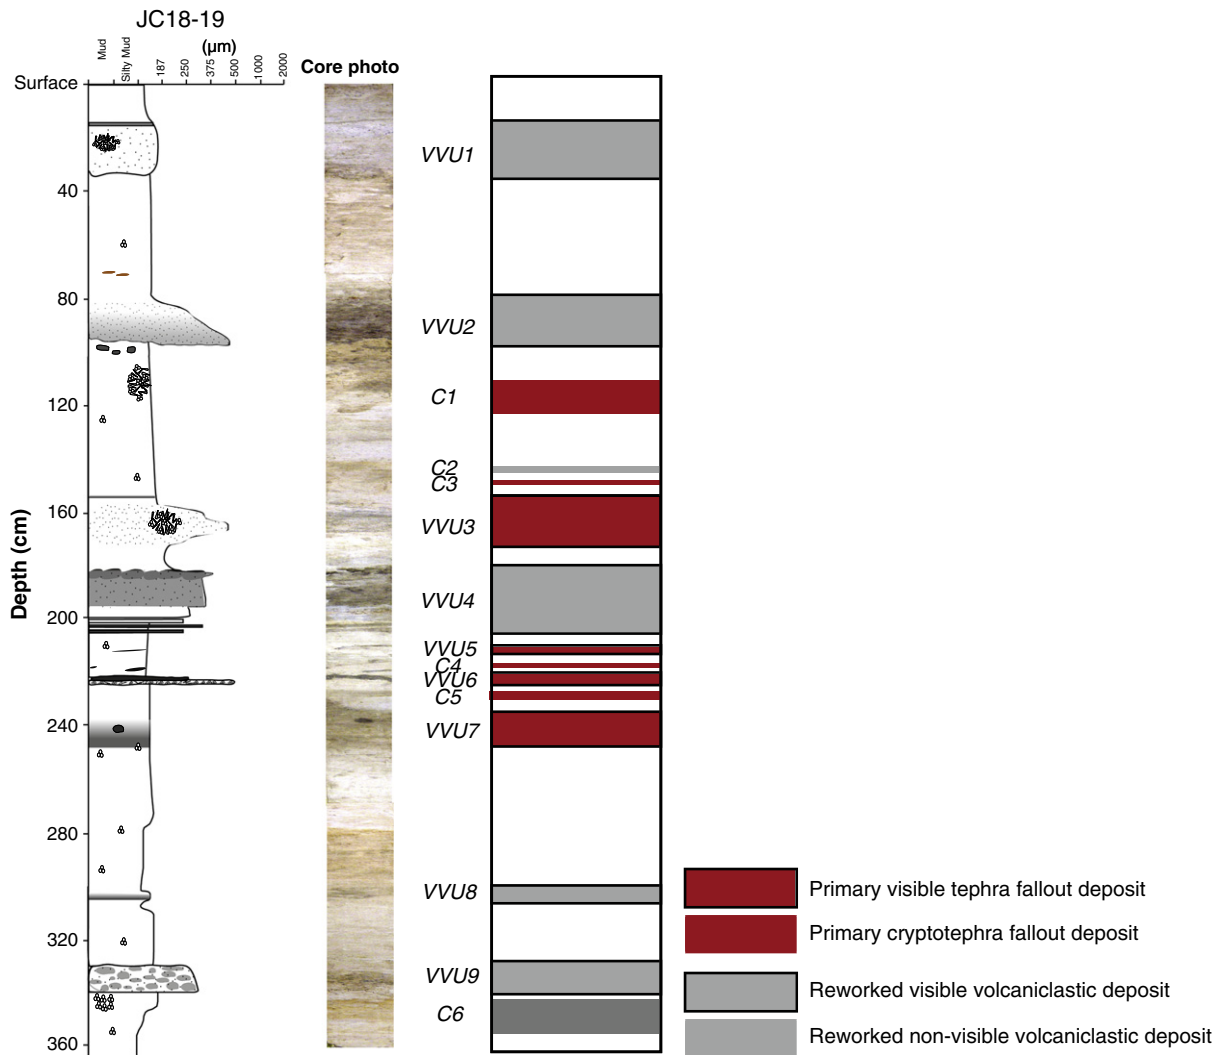 JC18-19
(µm)
Mud
Silty Mud
187
250
375
500
1000
2000
Core photo
Surface
40
80
120
160
200
240
280
320
360
Depth (cm)
VVU1
VVU2
C1
C2
C3
VVU3
VVU4
VVU5
C4
VVU6
C5
VVU7
VVU8
VVU9
C6
Primary visible tephra fallout deposit
Primary cryptotephra fallout deposit
Reworked visible volcaniclastic deposit
Reworked non-visible volcaniclastic deposit